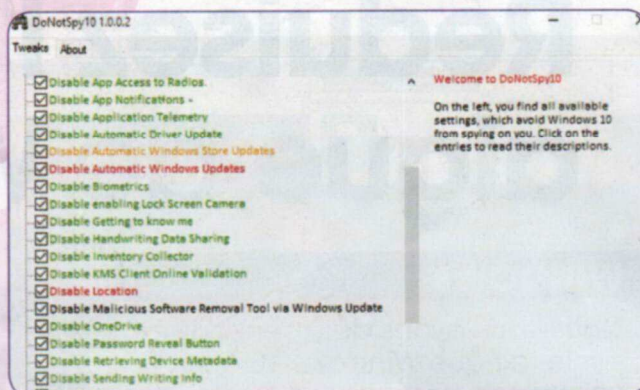 DoNotSpy10 1.0.0.2
Tweaks About
Disable App Access to Radios.
Disable App Notifications -
Disable Application Telemetry
Disable Automatic Driver Update
Disable Automatic Windows Store Updates
Disable Automatic Windows Updates
Disable Biometrics
Disable enabling Lock Screen Camera
Disable Getting to know me
Disable Handwriting Data Sharing
Disable Inventory Collector
Disable KMS Client Online Validation
Disable Location
Disable Malicious Software Removal Tool via Windows Update
Disable OneDrive
Disable Password Reveal Button
Disable Retrieving Device Metadata
Disable Sending Writing Info
Welcome to DoNotSpy10
On the left, you find all available
settings, which avoid Windows 10
from spying on you. Click on the
entries to read their descriptions.